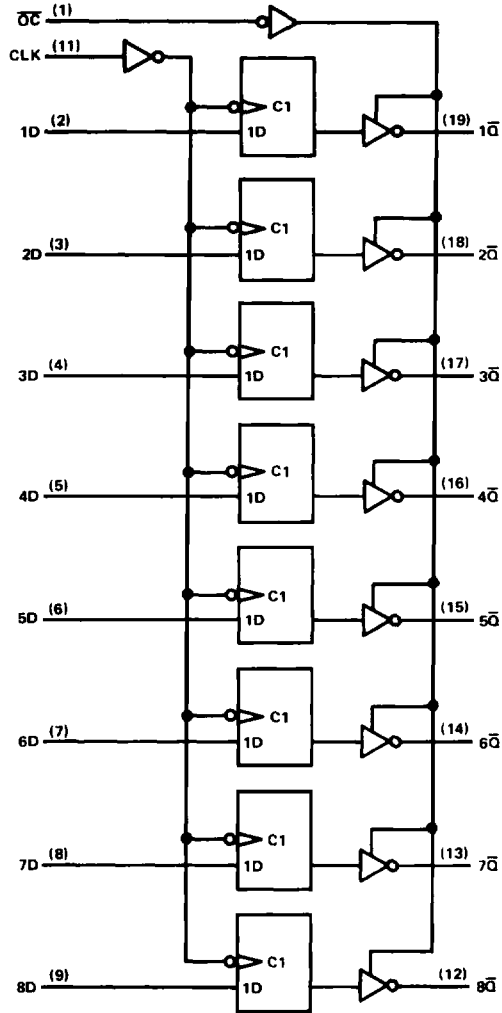 O̅C̅ (1)
CLK (11)
C1
1D (2) 1D (19) 1Q̅
C1
2D (3) 1D (18) 2Q̅
C1
3D (4) 1D (17) 3Q̅
C1
4D (5) 1D (16) 4Q̅
C1
5D (6) 1D (15) 5Q̅
C1
6D (7) 1D (14) 6Q̅
C1
7D (8) 1D (13) 7Q̅
C1
8D (9) 1D (12) 8Q̅